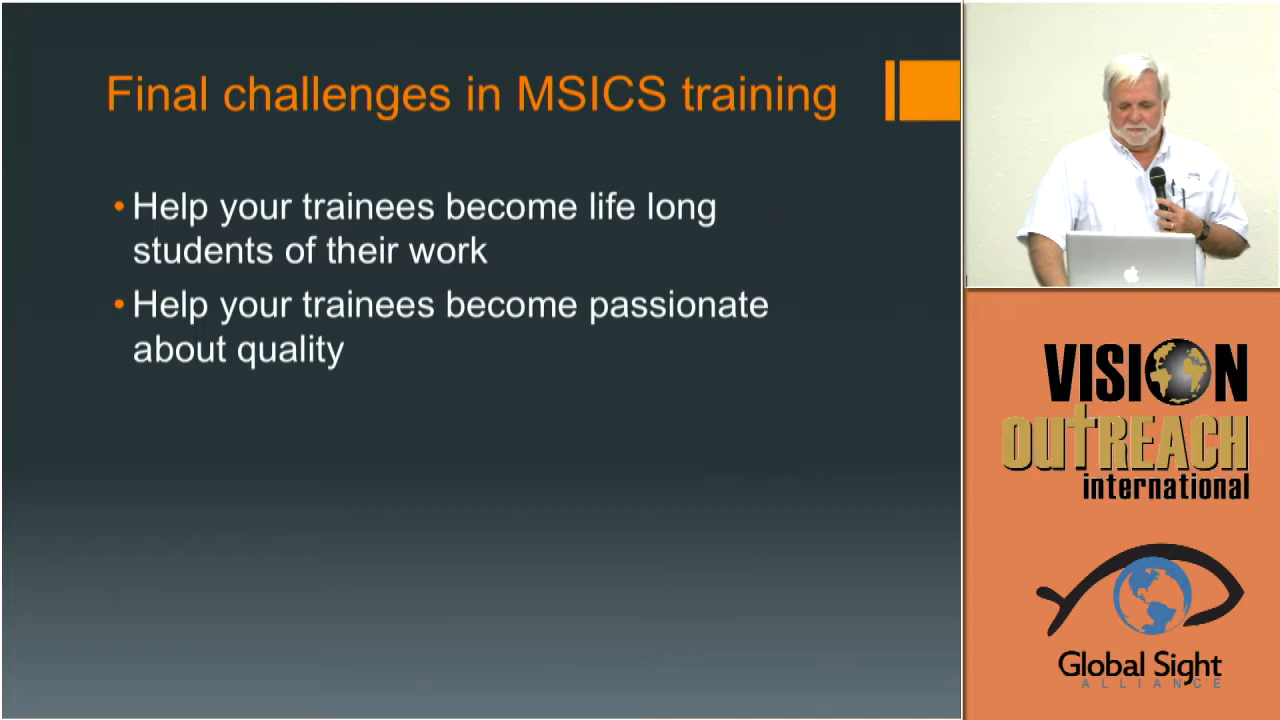 Final challenges in MSICS training
• Help your trainees become life long
students of their work
• Help your trainees become passionate
about quality
VISION
OUTREACH
international
Global Sight
ALLIANCE